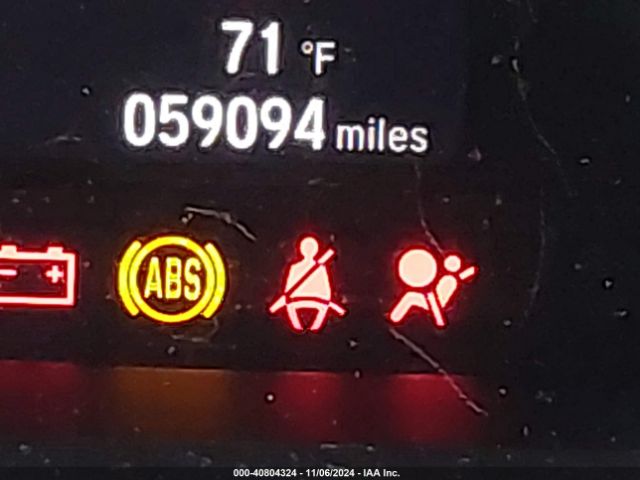 71 °F
059094 miles
ABS
000-40804324 - 11/06/2024 - IAA Inc.